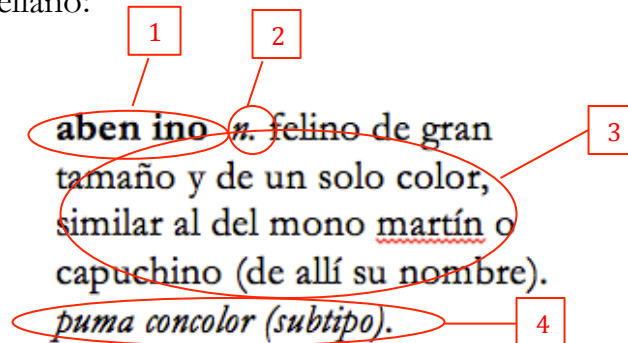 ellano:
1
2
aben ino n. felino de gran
3
tamaño y de un solo color,
similar al del mono martín o
capuchino (de allí su nombre).
puma concolor (subtipo).
4